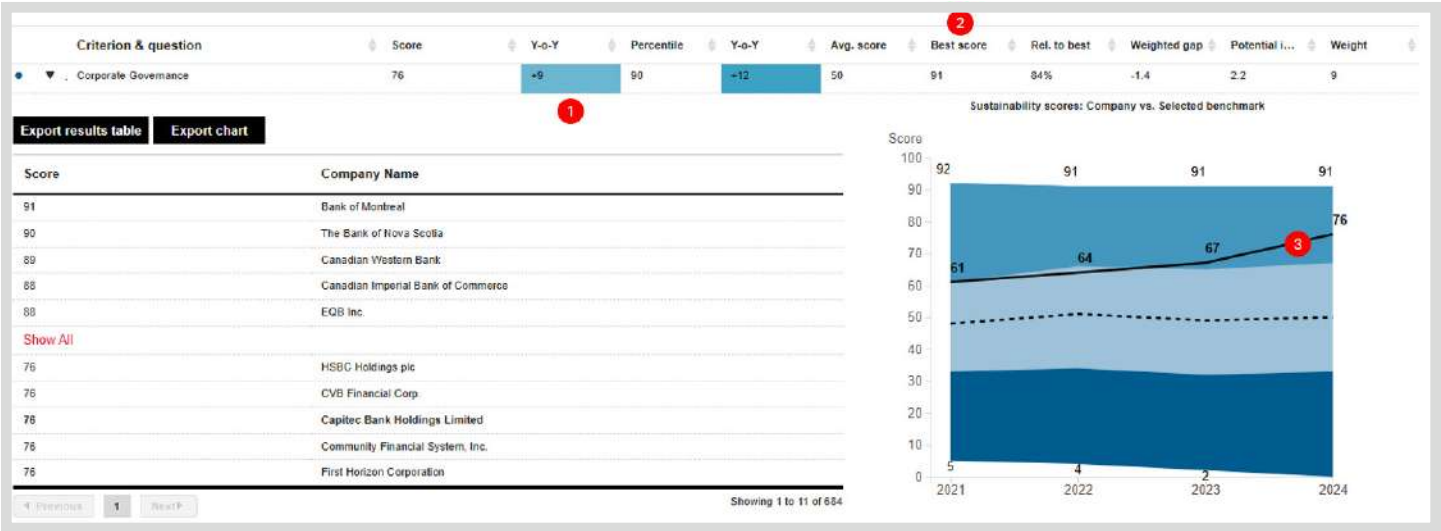 2
Criterion & question Score Y-o-Y Percentile Y-o-Y Avg. score Best score Rel. to best Weighted gap Potential i... Weight
Corporate Governance 76 +9 90 +12 50 91 84% -1.4 2.2 9
1
Export results table Export chart
Score Company Name
91 Bank of Montreal
90 The Bank of Nova Scotia
89 Canadian Western Bank
88 Canadian Imperial Bank of Commerce
88 EQB Inc.
Show All
76 HSBC Holdings plc
76 CVB Financial Corp.
76 Capitec Bank Holdings Limited
76 Community Financial System, Inc.
76 First Horizon Corporation
Previous 1 Next
Showing 1 to 11 of 684
Sustainability scores: Company vs. Selected benchmark
Score
100
92 91 91 91
90
80
76
70
61 64 67 3
60
50
40
30
20
10
5 4 2
0
2021 2022 2023 2024